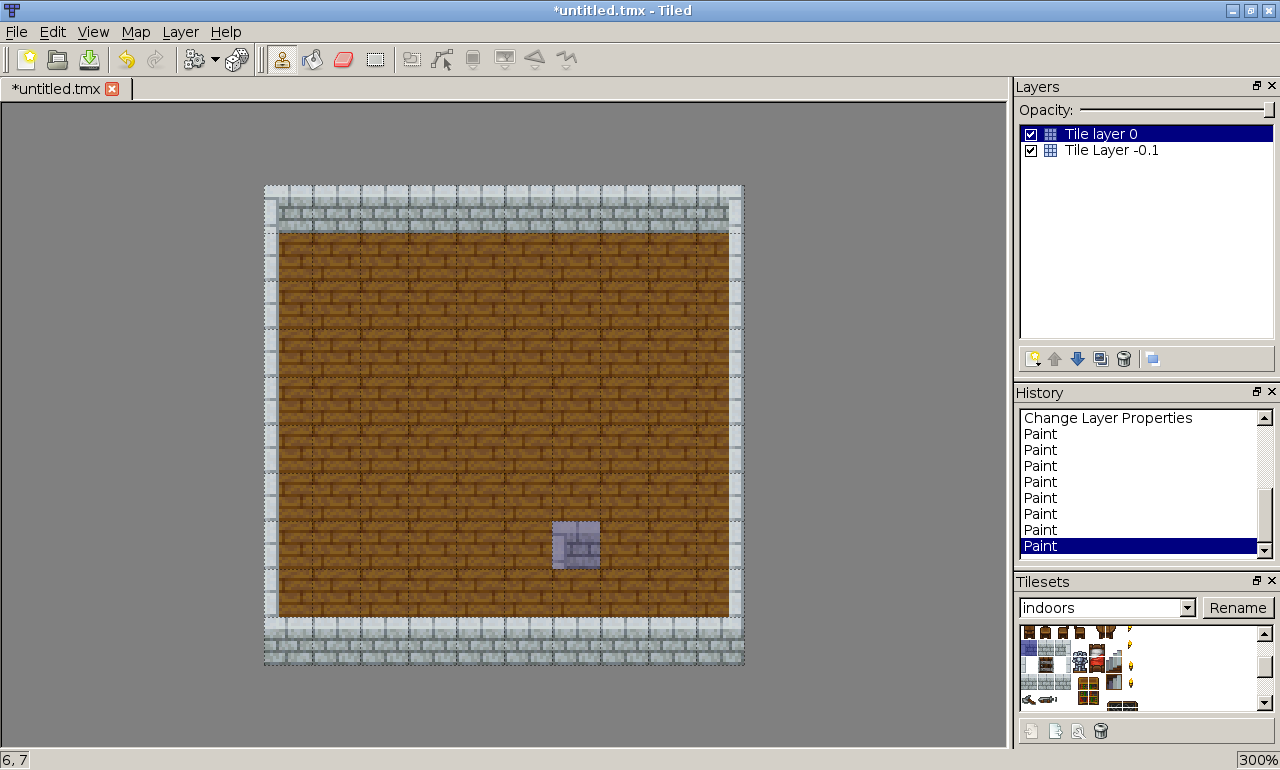 *untitled.tmx - Tiled
File Edit View Map Layer Help
*untitled.tmx
Layers
Opacity:
Tile layer 0
Tile Layer -0.1
History
Change Layer Properties
Paint
Paint
Paint
Paint
Paint
Paint
Paint
Paint
Tilesets
indoors
Rename
6, 7
300%